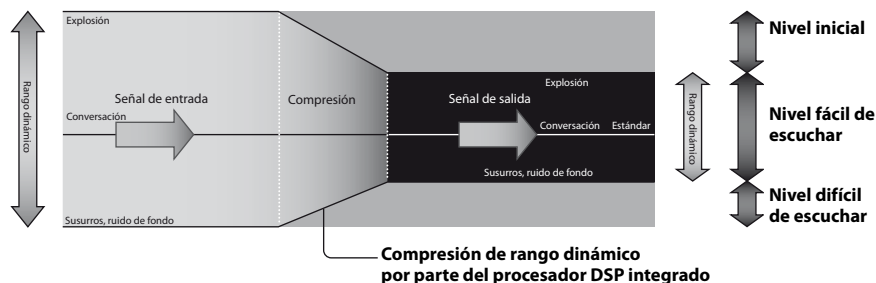 Explosión
Rango dinámico
Señal de entrada
Conversación
Susurros, ruido de fondo
Compresión
Explosión
Señal de salida
Conversación
Estándar
Susurros, ruido de fondo
Rango dinámico
Nivel inicial
Nivel fácil de
escuchar
Nivel difícil
de escuchar
Compresión de rango dinámico
por parte del procesador DSP integrado